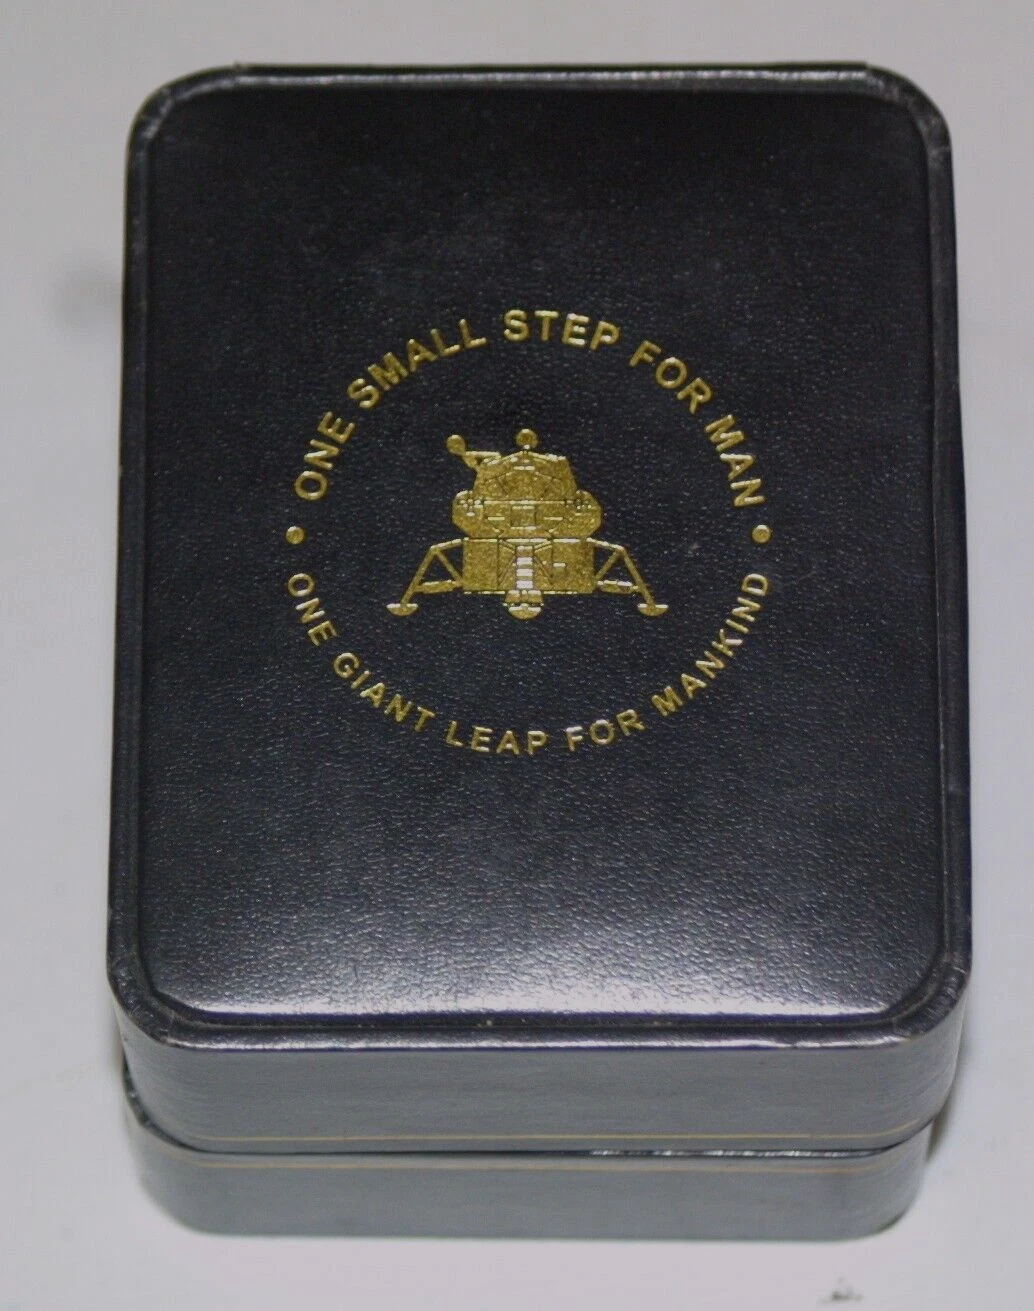 • ONE SMALL STEP FOR MAN •
ONE GIANT LEAP FOR MANKIND